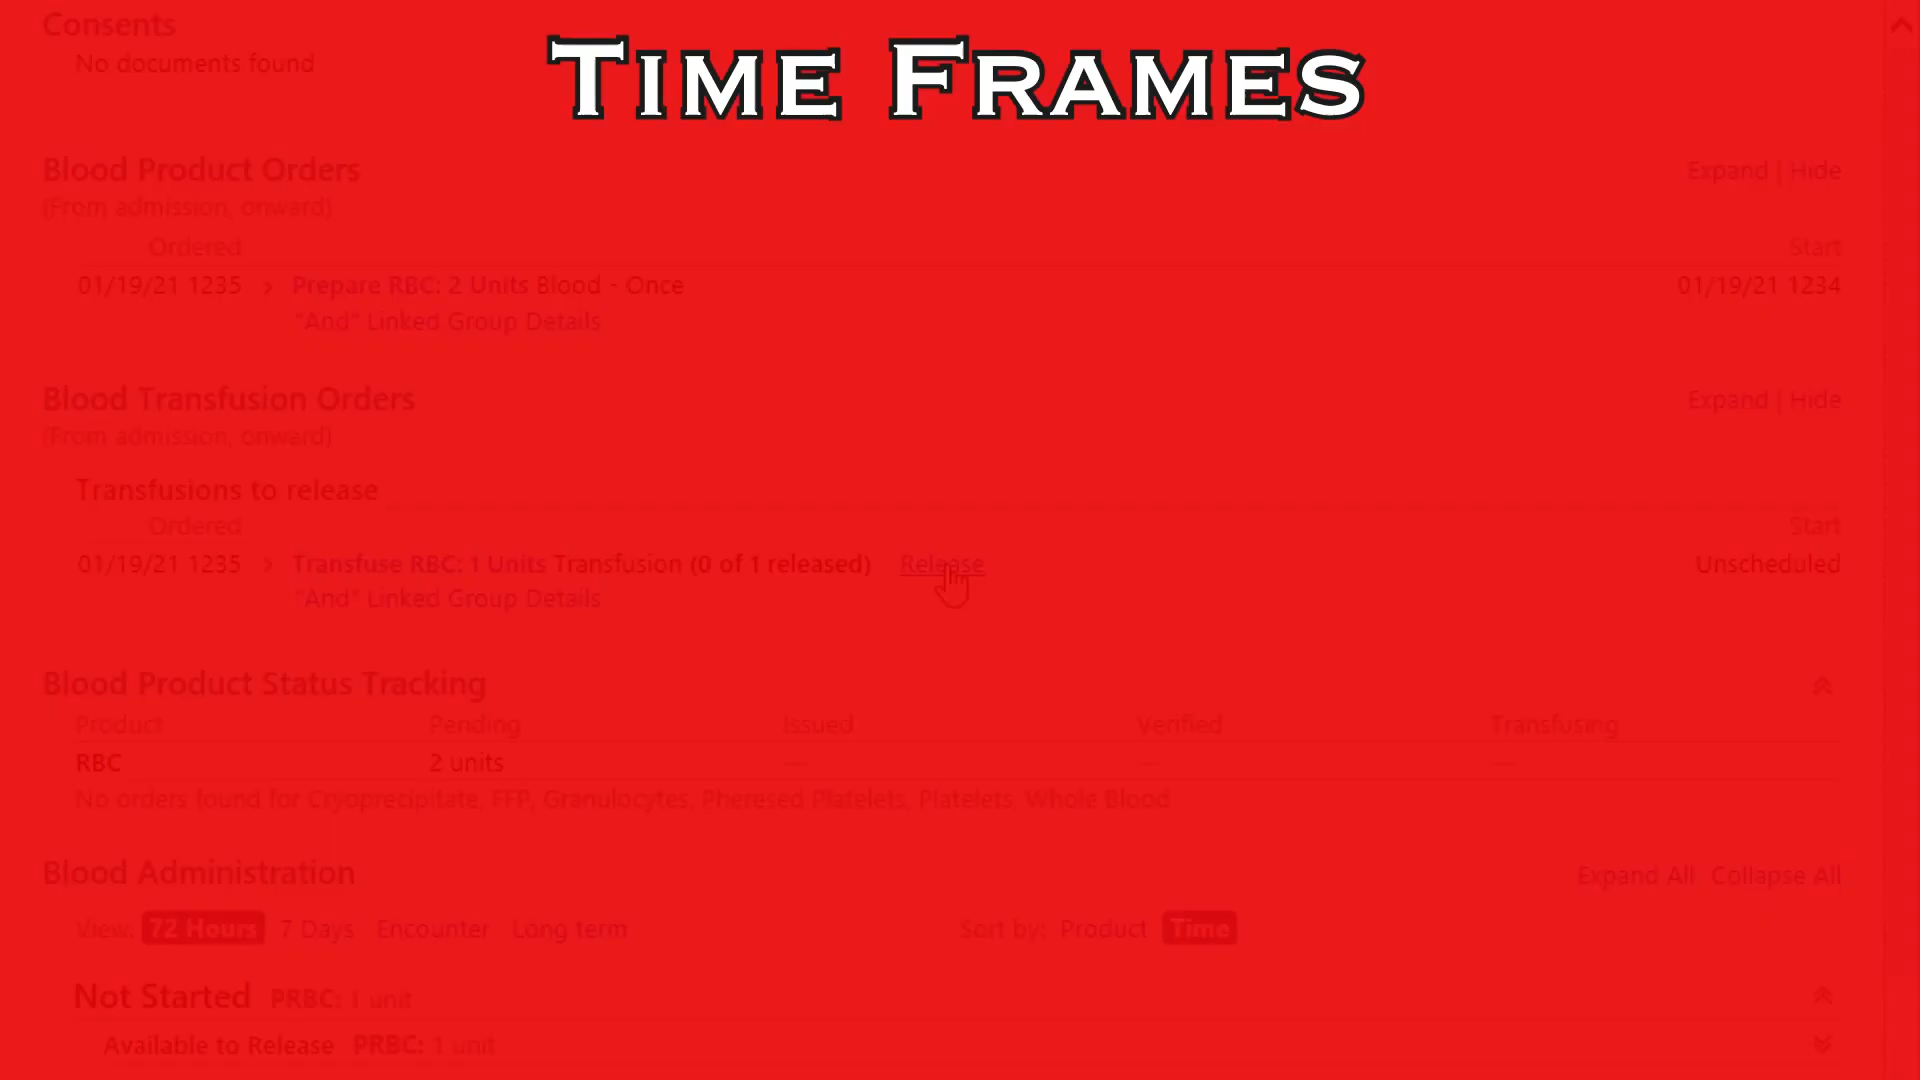 Consents
TIME FRAMES
No documents found
Blood Product Orders
Expand | Hide
(From admission, onward)
Ordered
Start
01/19/21 1235 › Prepare RBC: 2 Units Blood - Once
01/19/21 1234
"And" Linked Group Details
Blood Transfusion Orders
Expand | Hide
(From admission, onward)
Transfusions to release
Ordered
Start
01/19/21 1235 › Transfuse RBC: 1 Units Transfusion (0 of 1 released) Release
Unscheduled
"And" Linked Group Details
Blood Product Status Tracking
Product Pending Issued Verified Transfusing
RBC 2 units — — —
No orders found for Cryoprecipitate, FFP, Granulocytes, Pheresed Platelets, Platelets, Whole Blood
Blood Administration
Expand All Collapse All
View: 72 Hours 7 Days Encounter Long term
Sort by: Product Time
Not Started PRBC: 1 unit
Available to Release PRBC: 1 unit